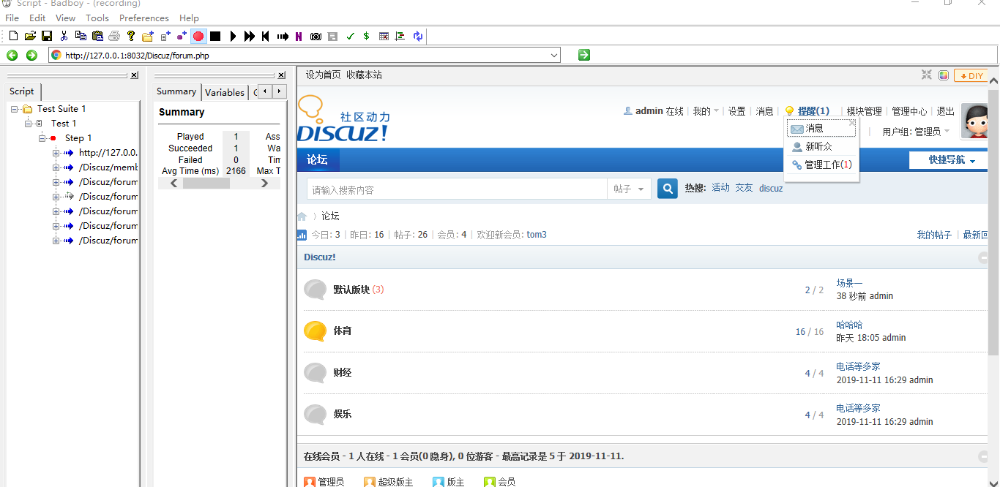 Script - Badboy - (recording)
File Edit View Tools Preferences Help
http://127.0.0.1:8032/Discuz/forum.php
Script
Test Suite 1
Test 1
Step 1
http://127.0.0.
/Discuz/memb
/Discuz/forum
/Discuz/forum
/Discuz/forum
/Discuz/forum
/Discuz/forum
Summary Variables
Summary
Played 1 Ass
Succeeded 1 Wa
Failed 0 Tim
Avg Time (ms) 2166 Max T
设为首页 收藏本站
DIY
社区动力
DISCUZ!
admin 在线 我的 设置 消息 提醒(1) 模块管理 管理中心 退出
用户组: 管理员
消息
新听众
管理工作(1)
论坛
快捷导航
请输入搜索内容 帖子 热搜: 活动 交友 discuz
论坛
今日: 3 昨日: 16 帖子: 26 会员: 4 欢迎新会员: tom3
我的帖子 最新回
Discuz!
默认版块 (3) 2 / 2 场景一
38 秒前 admin
体育 16 / 16 哈哈哈
昨天 18:05 admin
财经 4 / 4 电话等多家
2019-11-11 16:29 admin
娱乐 4 / 4 电话等多家
2019-11-11 16:29 admin
在线会员 - 1 人在线 - 1 会员(0 隐身), 0 位游客 - 最高记录是 5 于 2019-11-11.
管理员 超级版主 版主 会员